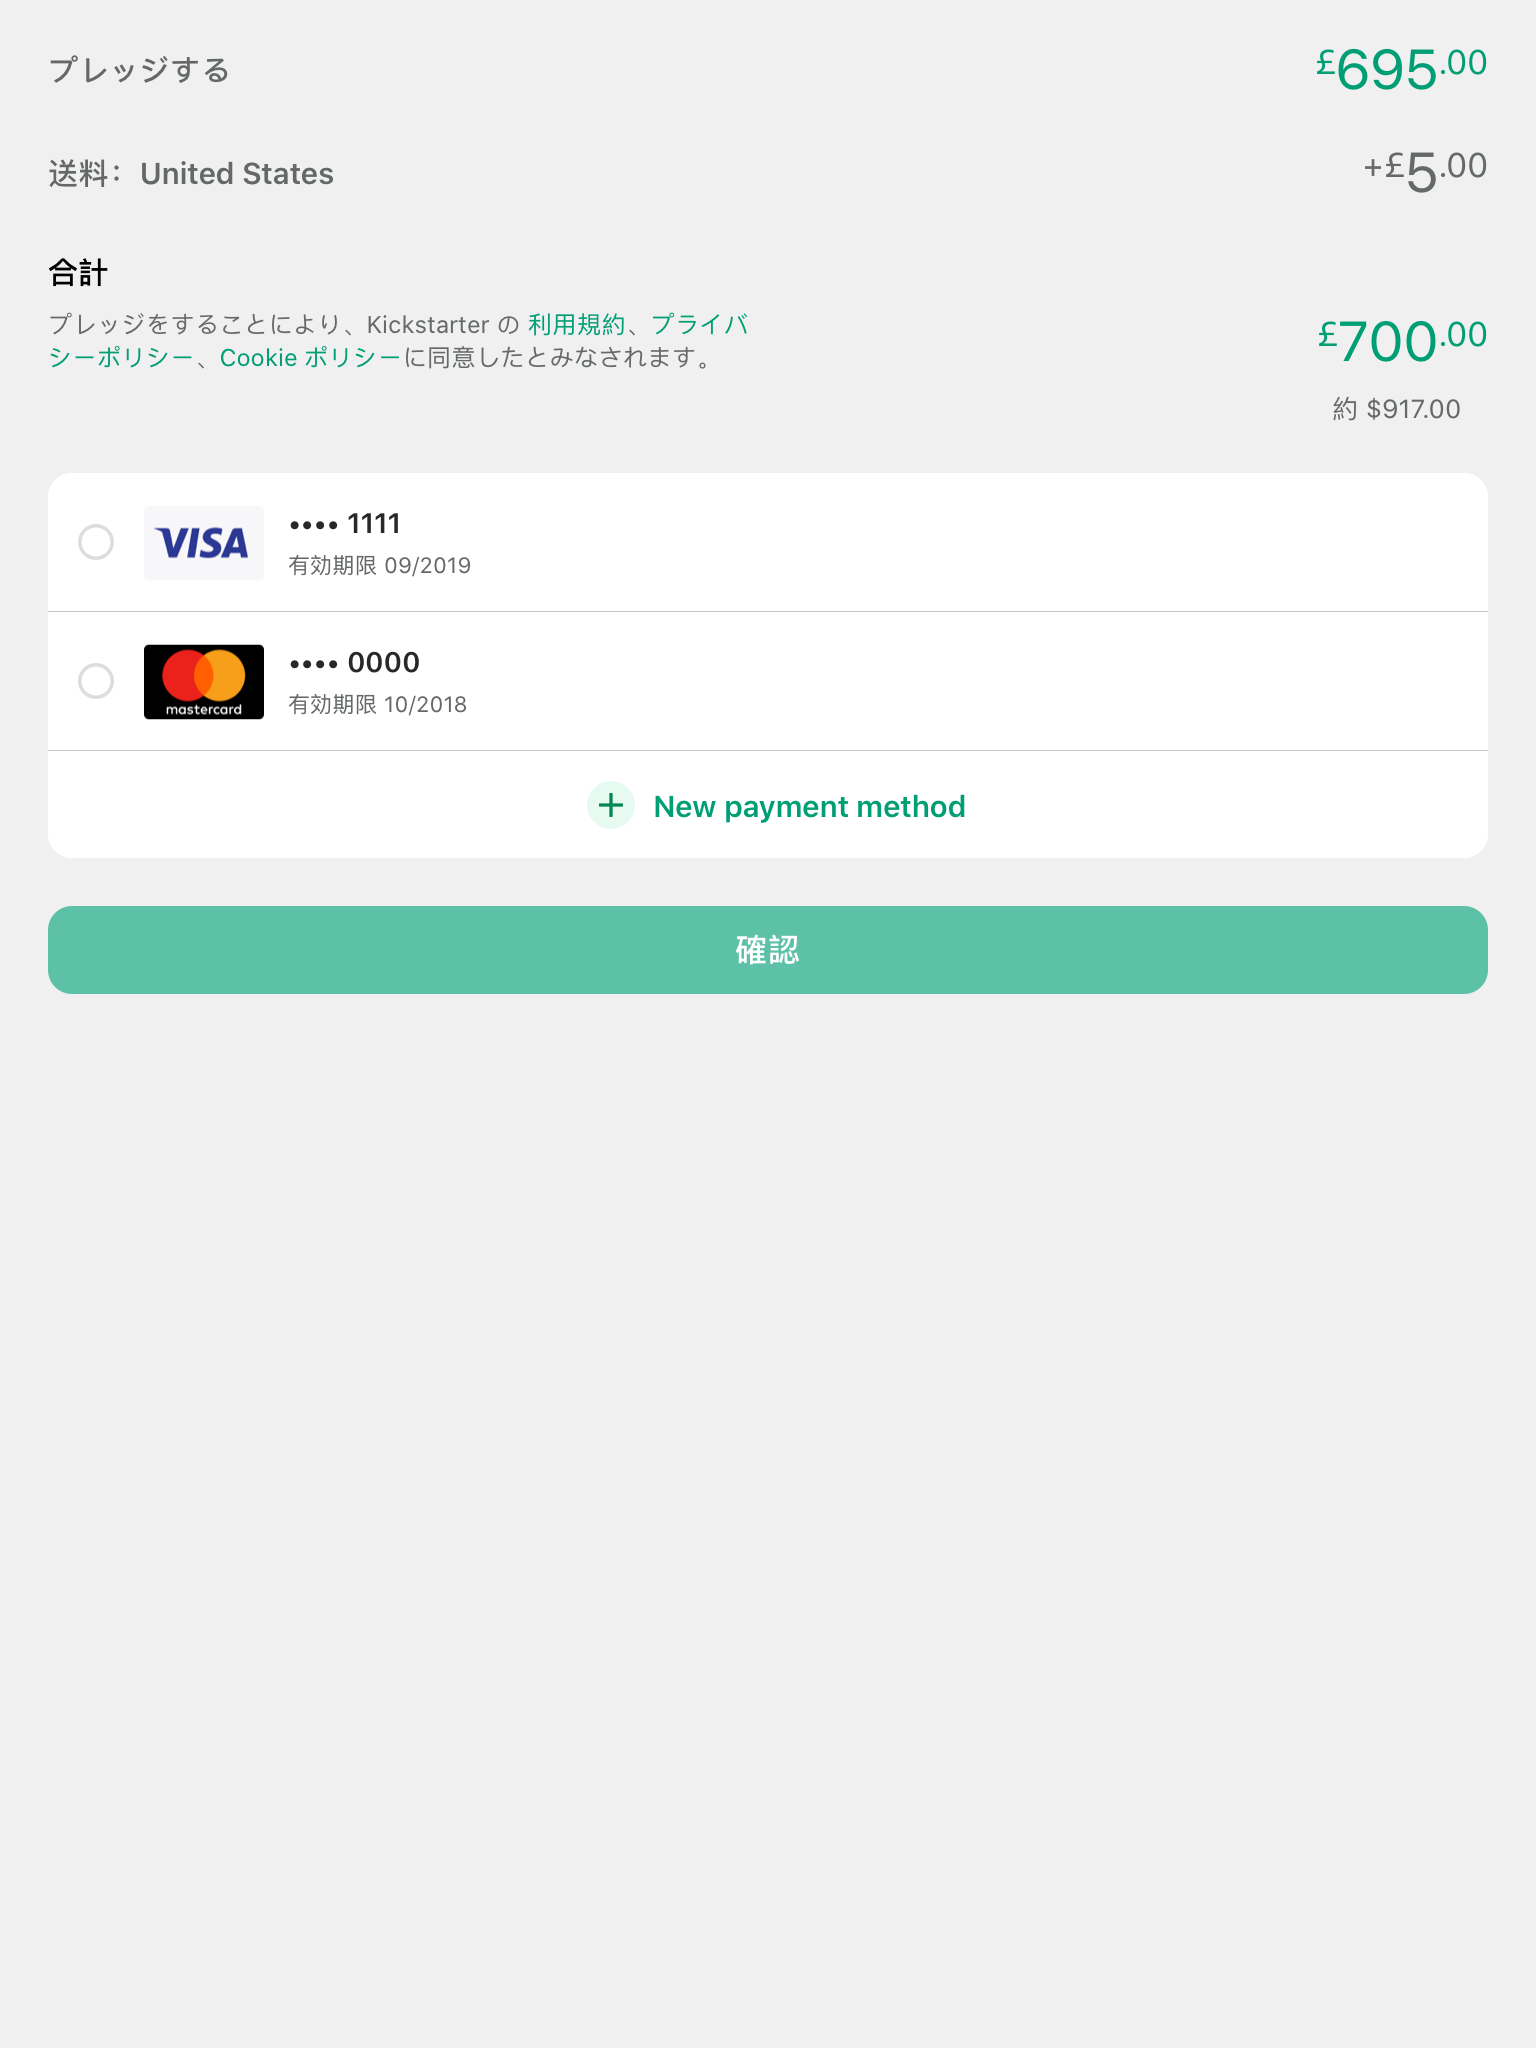 プレッジする £695.00
送料： United States +£5.00
合計
プレッジをすることにより、Kickstarter の 利用規約、プライバ
シーポリシー、Cookie ポリシーに同意したとみなされます。
£700.00
約 $917.00
VISA
•••• 1111
有効期限 09/2019
mastercard
•••• 0000
有効期限 10/2018
+ New payment method
確認